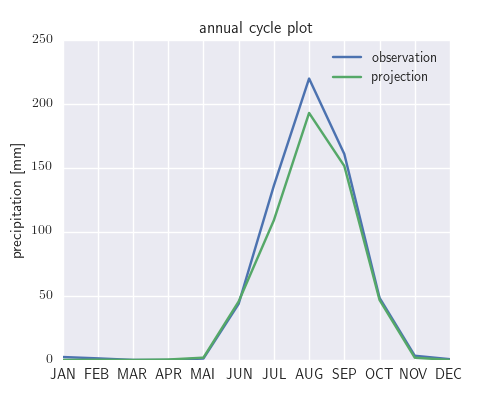 annual cycle plot
250
200
150
100
50
0
precipitation [mm]
observation
projection
JAN FEB MAR APR MAI JUN JUL AUG SEP OCT NOV DEC